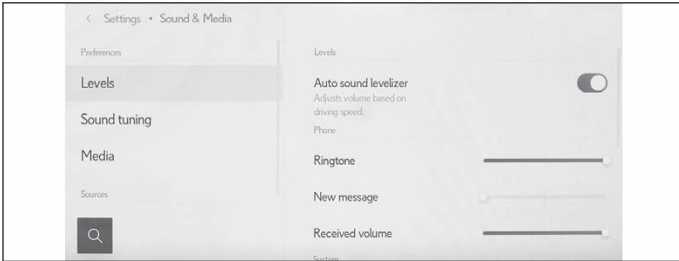 < Settings • Sound & Media
Preferences
Levels
Sound tuning
Media
Sources
Levels
Auto sound levelizer
Adjusts volume based on
driving speed.
Phone
Ringtone
New message
Received volume
System